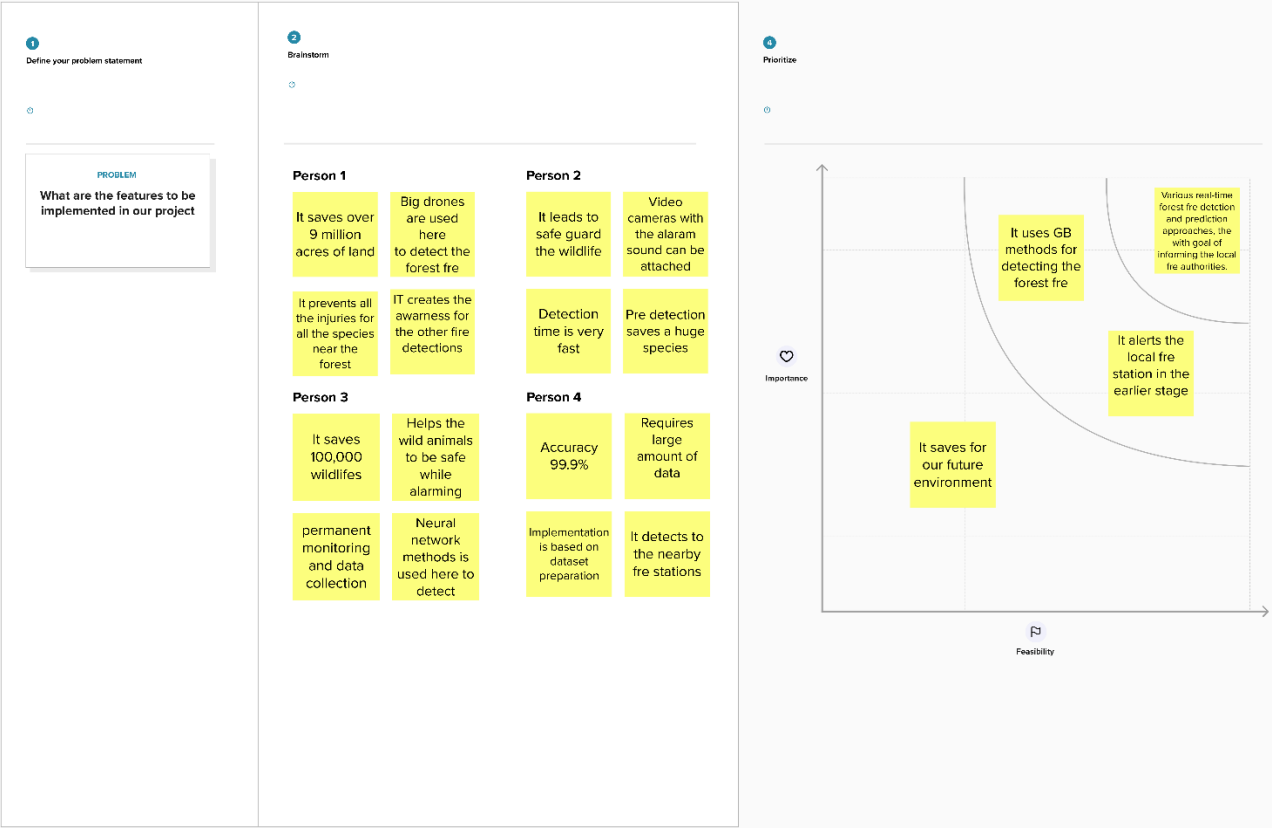 1
Define your problem statement
PROBLEM
What are the features to be
implemented in our project
2
Brainstorm
Person 1
It saves over
9 million
acres of land
Big drones
are used
here
to detect the
forest fre
It prevents all
the injuries for
all the species
near the
forest
IT creates the
awarness for
the other fire
detections
Person 2
It leads to
safe guard
the wildlife
Video
cameras with
the alaram
sound can be
attached
Detection
time is very
fast
Pre detection
saves a huge
species
Person 3
It saves
100,000
wildlifes
Helps the
wild animals
to be safe
while
alarming
permanent
monitoring
and data
collection
Neural
network
methods is
used here to
detect
Person 4
Accuracy
99.9%
Requires
large
amount of
data
Implementation
is based on
dataset
preparation
It detects to
the nearby
fre stations
4
Prioritize
Importance
It uses GB
methods for
detecting the
forest fre
Various real-time
forest fre detction
and prediction
approaches, the
with goal of
informing the local
fre authorities.
It alerts the
local fre
station in the
earlier stage
It saves for
our future
environment
Feasibility